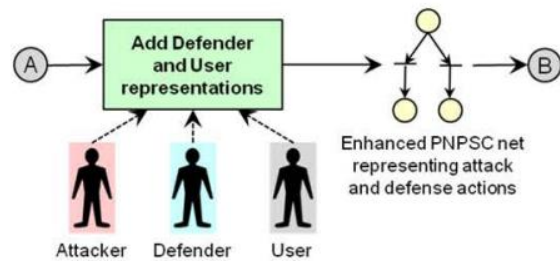 A
Add Defender
and User
representations
B
Enhanced PNPSC net
representing attack
and defense actions
Attacker
Defender
User